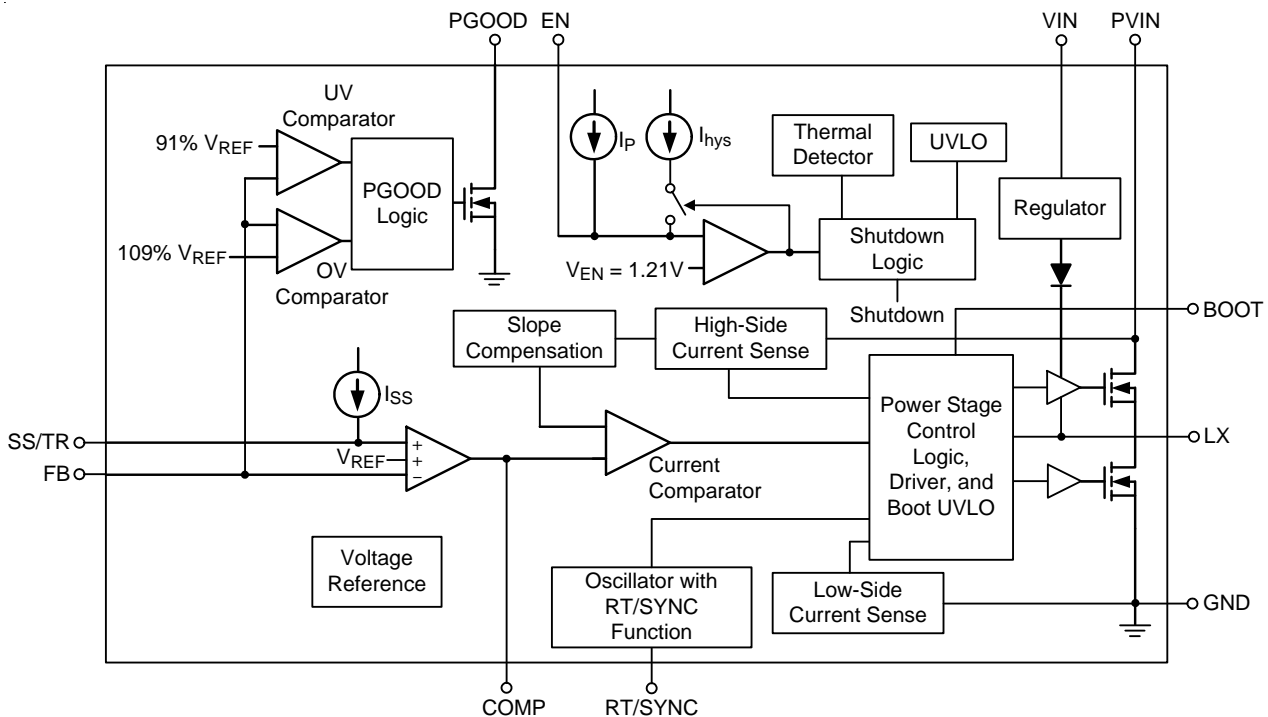 PGOOD
EN
VIN
PVIN
UV
Comparator
91% VREF
PGOOD
Logic
109% VREF
OV
Comparator
IP
Ihys
Thermal
Detector
UVLO
Regulator
Shutdown
Logic
VEN = 1.21V
Shutdown
BOOT
Slope
Compensation
High-Side
Current Sense
ISS
Power Stage
Control
Logic,
Driver, and
Boot UVLO
SS/TR
VREF
+
+
−
FB
Current
Comparator
LX
Voltage
Reference
Oscillator with
RT/SYNC
Function
Low-Side
Current Sense
GND
COMP
RT/SYNC